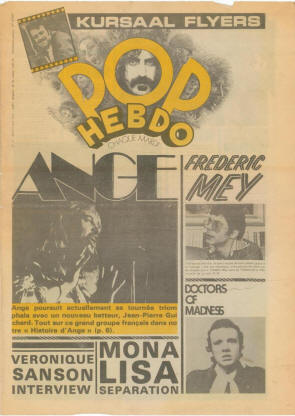 KURSAAL FLYERS
POP
HEBDO
CHAQUE MARDI
ANGE
FREDERIC
MEY
Ange poursuit actuellement sa tournée triom
phale avec un nouveau batteur, Jean-Pierre Gui
chard. Tout sur ce grand groupe français dans no
tre « Histoire d'Ange » (p. 6).
DOCTORS
OF
MADNESS
VERONIQUE
SANSON
INTERVIEW
MONA
LISA
SEPARATION